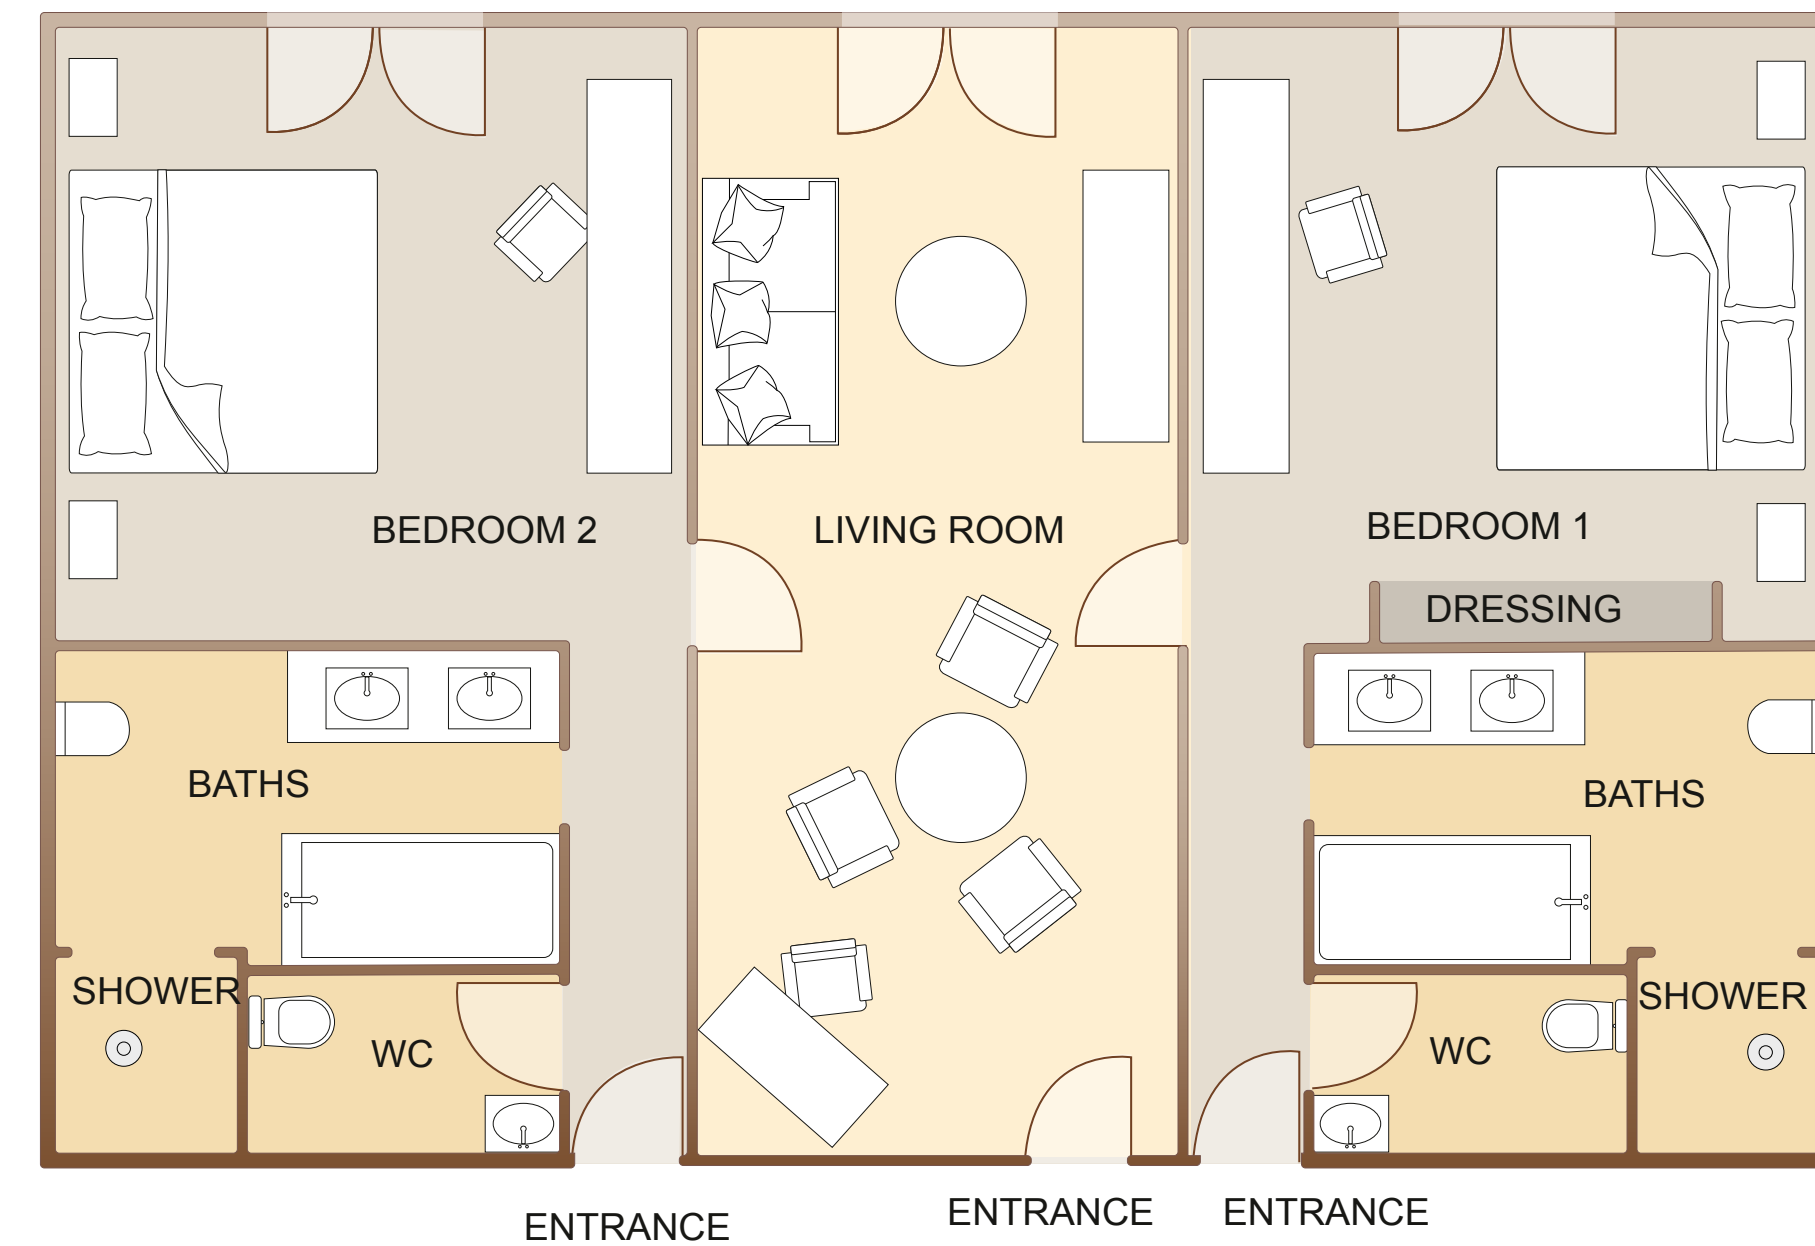 BEDROOM 2
LIVING ROOM
BEDROOM 1
DRESSING
BATHS
BATHS
SHOWER
SHOWER
WC
WC
ENTRANCE
ENTRANCE
ENTRANCE